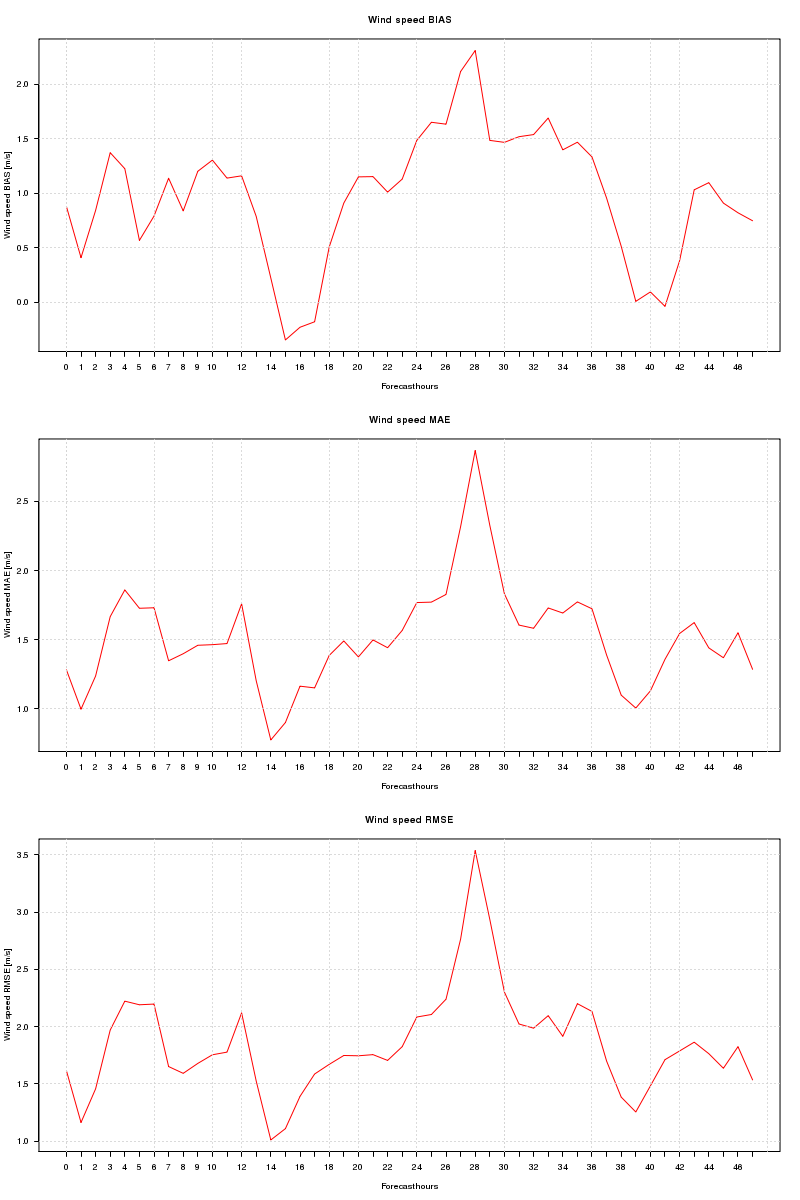 Wind speed BIAS
Wind speed BIAS [m/s]
2.0
1.5
1.0
0.5
0.0
0 1 2 3 4 5 6 7 8 9 10 12 14 16 18 20 22 24 26 28 30 32 34 36 38 40 42 44 46
Forecasthours
Wind speed MAE
Wind speed MAE [m/s]
2.5
2.0
1.5
1.0
0 1 2 3 4 5 6 7 8 9 10 12 14 16 18 20 22 24 26 28 30 32 34 36 38 40 42 44 46
Forecasthours
Wind speed RMSE
Wind speed RMSE [m/s]
3.5
3.0
2.5
2.0
1.5
1.0
0 1 2 3 4 5 6 7 8 9 10 12 14 16 18 20 22 24 26 28 30 32 34 36 38 40 42 44 46
Forecasthours